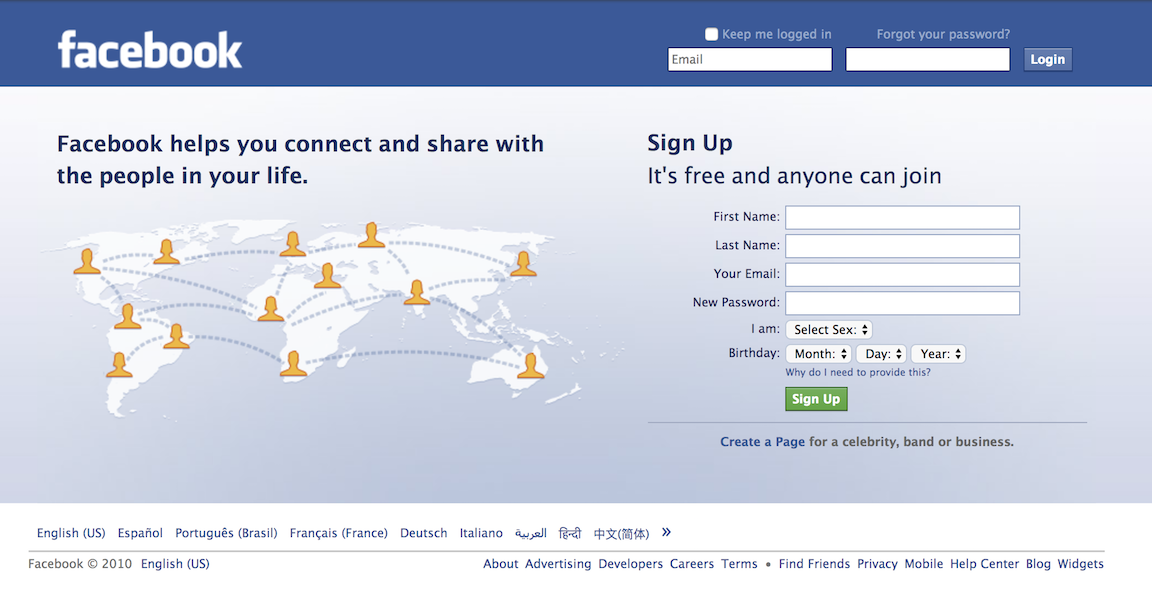 facebook
Keep me logged in
Forgot your password?
Email
Login
Facebook helps you connect and share with
the people in your life.
Sign Up
It's free and anyone can join
First Name:
Last Name:
Your Email:
New Password:
I am: Select Sex:
Birthday: Month: Day: Year:
Why do I need to provide this?
Sign Up
Create a Page for a celebrity, band or business.
English (US) Español Português (Brasil) Français (France) Deutsch Italiano العربية हिन्दी 中文(简体) »
Facebook © 2010 English (US)
About Advertising Developers Careers Terms • Find Friends Privacy Mobile Help Center Blog Widgets